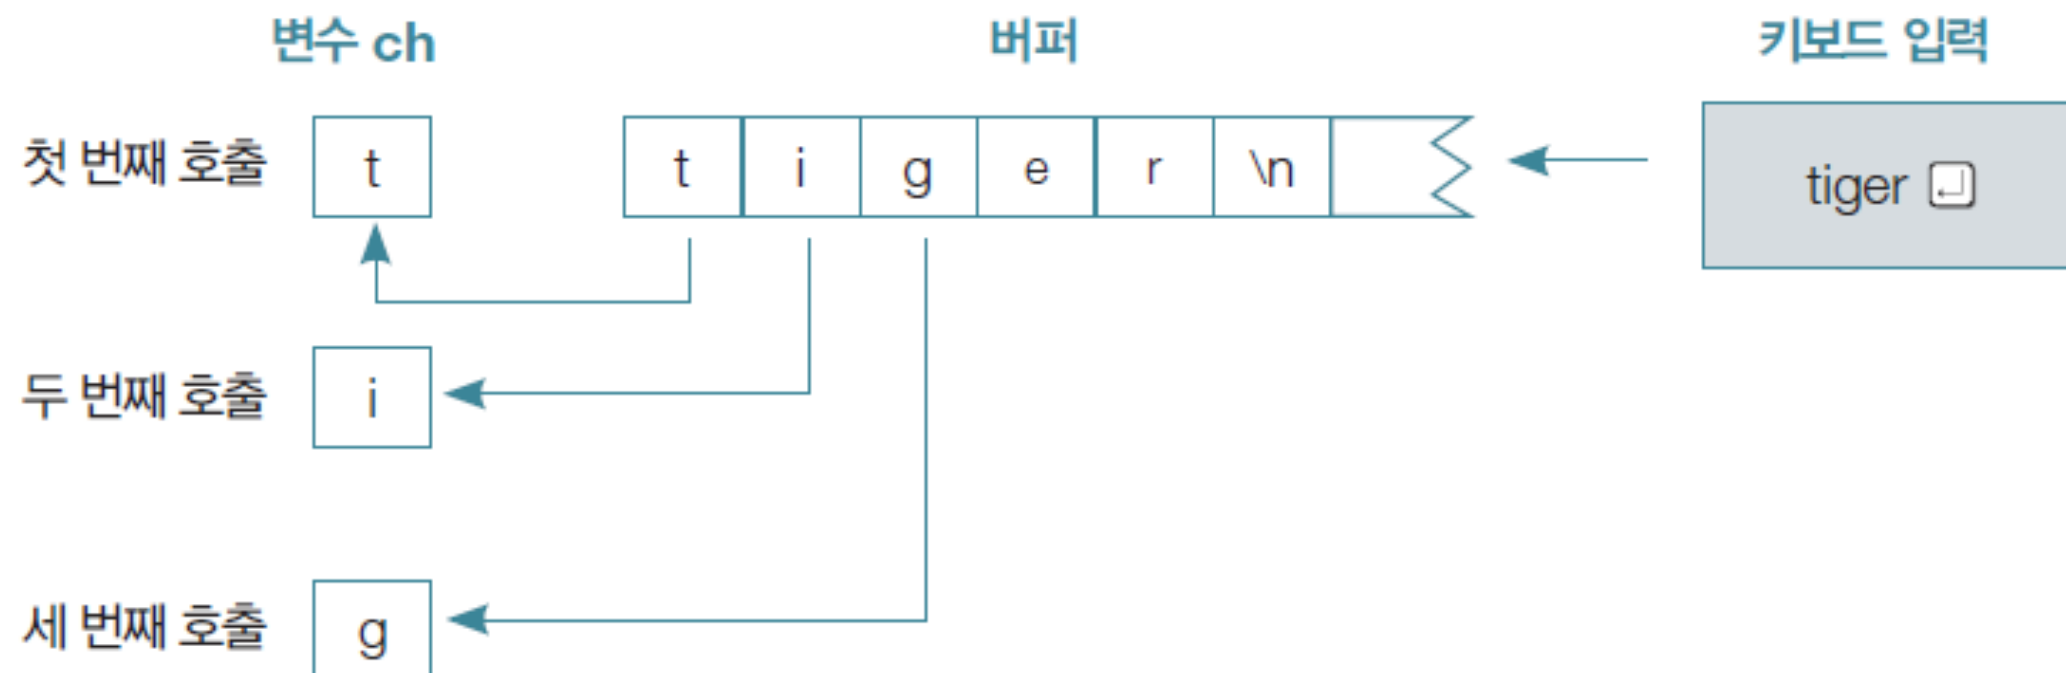 변수 ch 버퍼 키보드 입력
첫 번째 호출 t t i g e r \n tiger
두 번째 호출 i
세 번째 호출 g